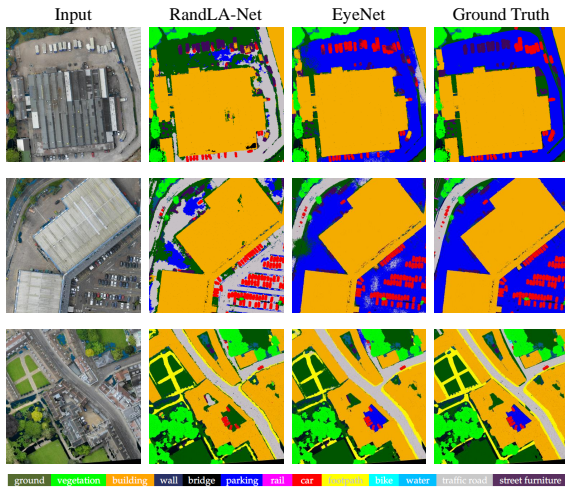 Input RandLA-Net EyeNet Ground Truth
ground vegetation building wall bridge parking rail car footpath bike water traffic road street furniture